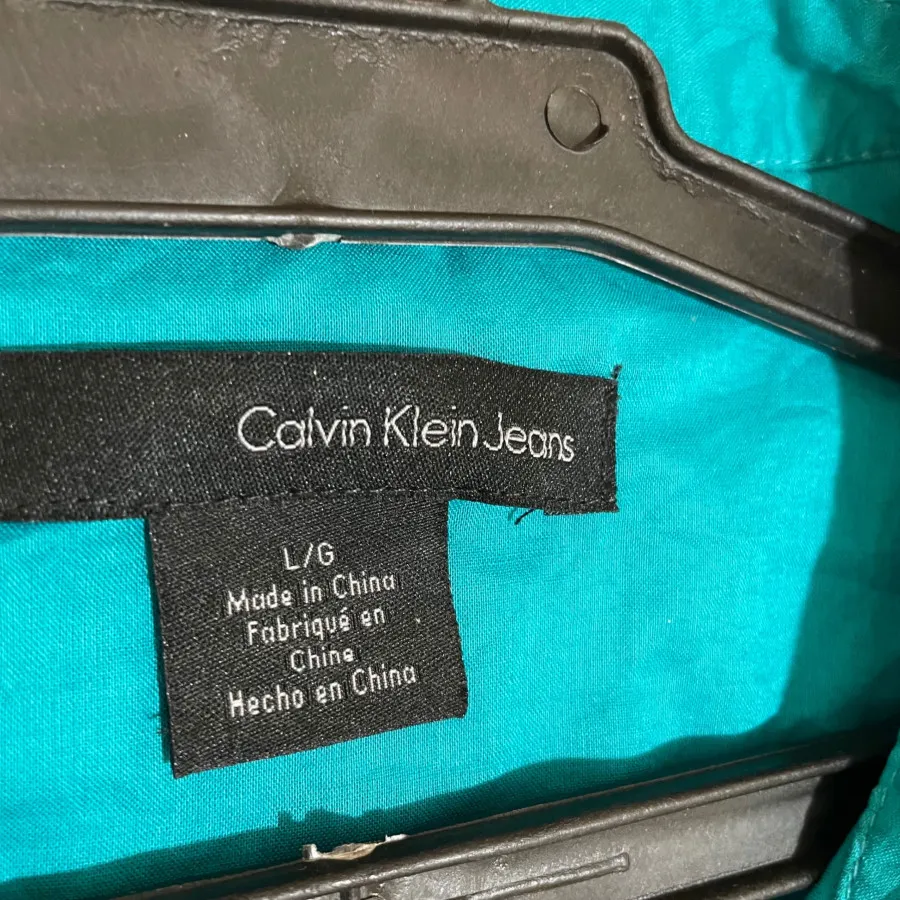 Calvin Klein Jeans
L/G
Made in China
Fabriqué en
Chine
Hecho en China